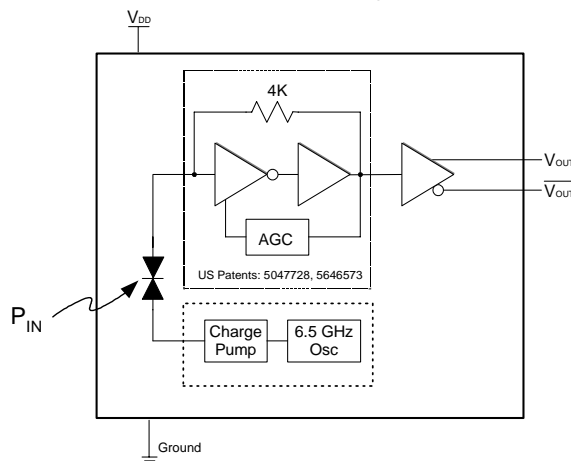 VDD
4K
VOUT
VOUT
AGC
US Patents: 5047728, 5646573
PIN
Charge
Pump
6.5 GHz
Osc
Ground